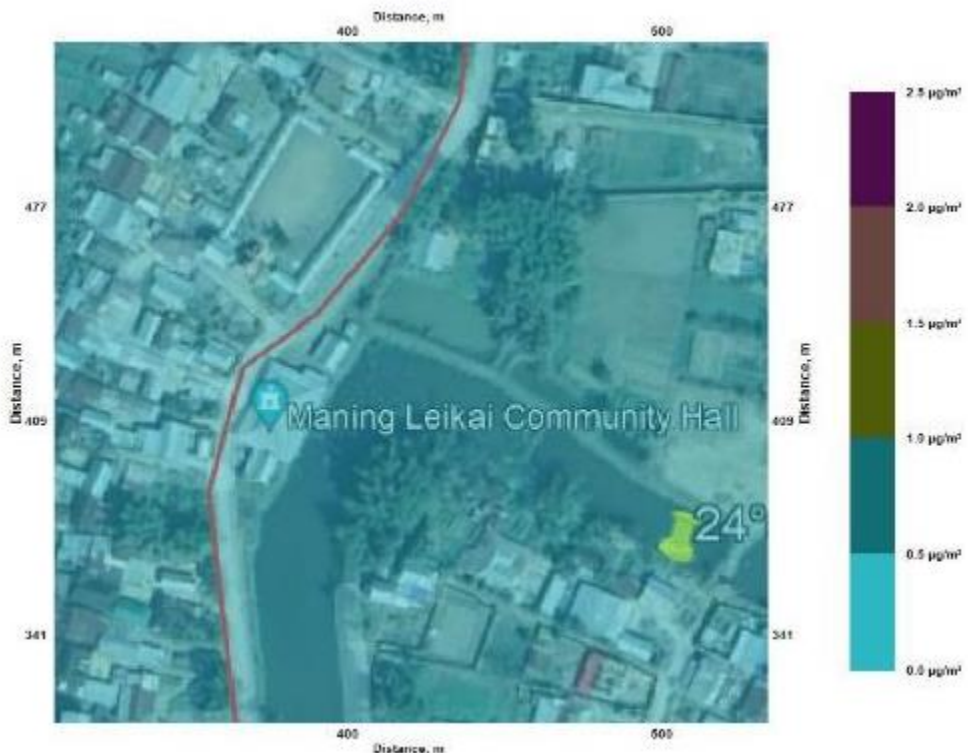 Distance, m
400 500
2.5 µg/m³
477 477
2.0 µg/m³
1.5 µg/m³
Distance, m
Distance, m
Maning Leikai Community Hall
409 409
1.0 µg/m³
24°
0.5 µg/m³
341 341
0.0 µg/m³
400 500
Distance, m